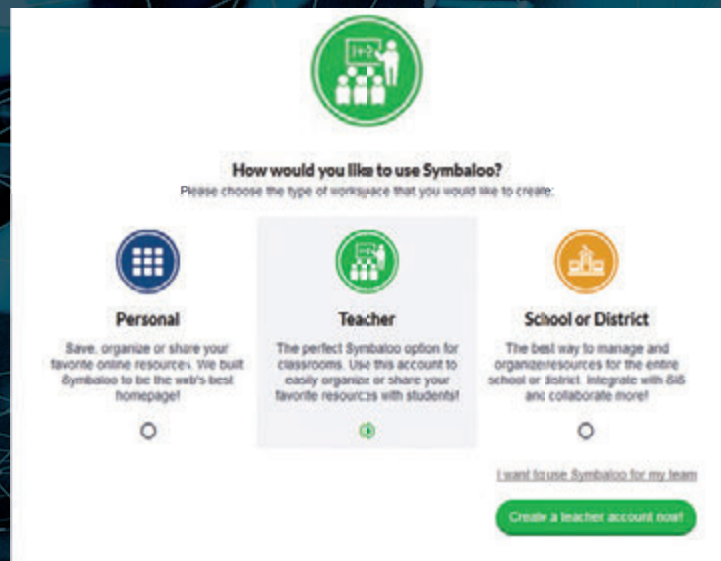 How would you like to use Symbaloo?
Please choose the type of workspace that you would like to create:
Personal
Save, organize or share your
favorite online resources. We built
Symbaloo to be the web's best
homepage!
Teacher
The perfect Symbaloo option for
classrooms. Use this account to
easily organize or share your
favorite resources with students!
School or District
The best way to manage and
organize resources for the entire
school or district. Integrate with SIS
and collaborate more!
I want to use Symbaloo for my team
Create a teacher account now!